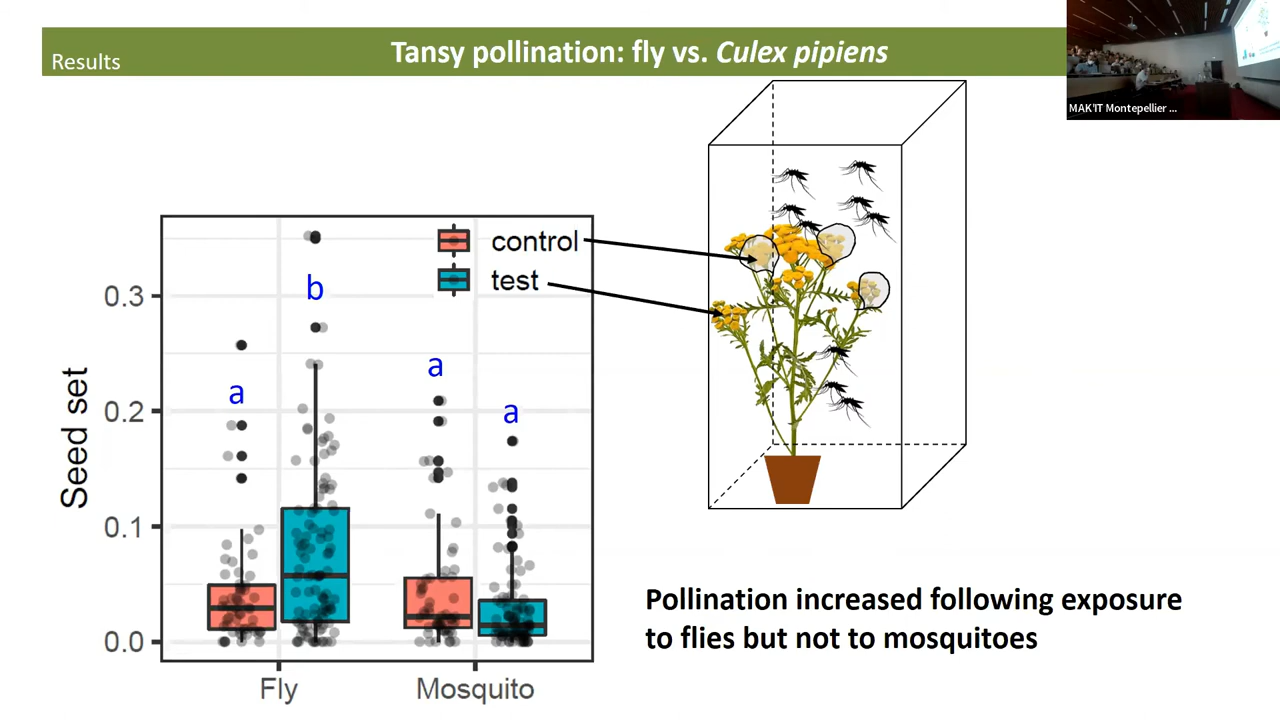 Results
Tansy pollination: fly vs. Culex pipiens
MAK'IT Montepellier ...
control
test
Seed set
0.3
0.2
0.1
0.0
a
b
a
a
Fly
Mosquito
Pollination increased following exposure
to flies but not to mosquitoes